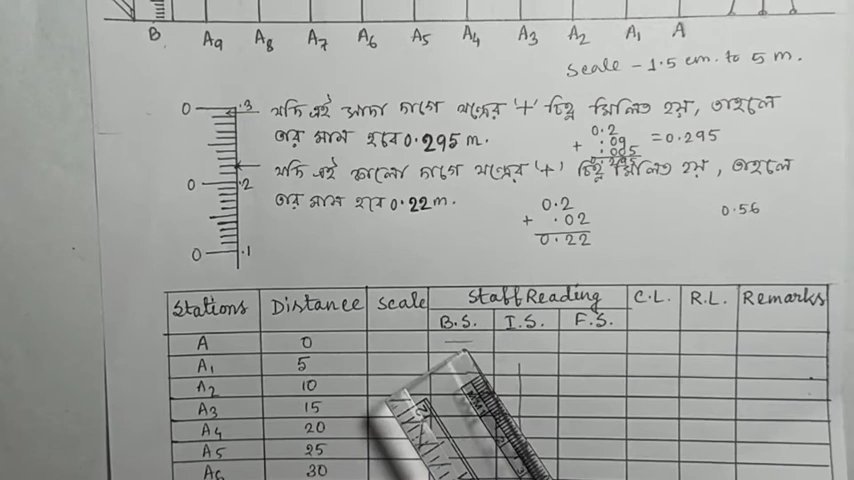 B A9 A8 A7 A6 A5 A4 A3 A2 A1 A
Scale - 1.5 cm. to 5 m.
0 .3 যদি এই সাদা দাগে যন্ত্রের '+' চিহ্ন মিলিত হয়, তাহলে
তার মান হবে 0.295 m.
0.2
+ .09
.005
0.295
= 0.295
0 .2 যদি এই কালো দাগে যন্ত্রের '+' চিহ্ন মিলিত হয়, তাহলে
তার মান হবে 0.22 m.
0.2
+ .02
0.22
0.56
0 .1
Stations Distance Scale Staff Reading C.L. R.L. Remarks
B.S. I.S. F.S.
A 0
A1 5
A2 10
A3 15
A4 20
A5 25
A6 30